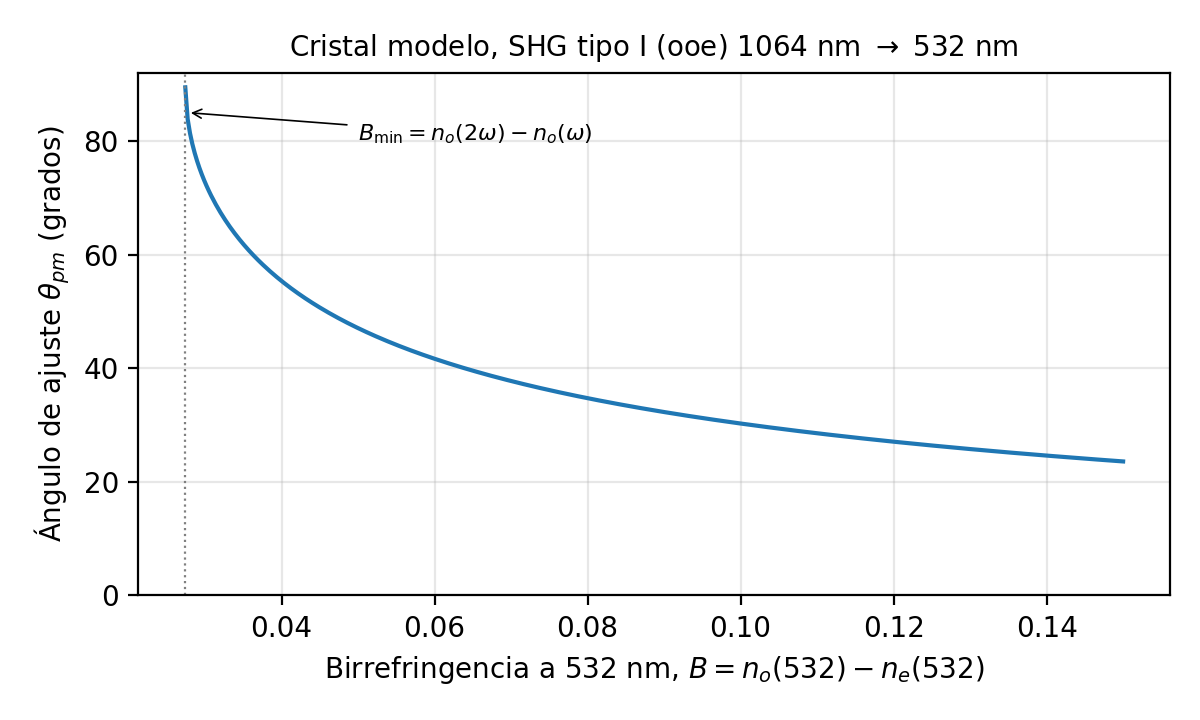 Cristal modelo, SHG tipo I (ooe) 1064 nm → 532 nm
Ángulo de ajuste θ_pm (grados)
80
60
40
20
0
B_min = n_o(2ω) − n_o(ω)
0.04 0.06 0.08 0.10 0.12 0.14
Birrefringencia a 532 nm, B = n_o(532) − n_e(532)